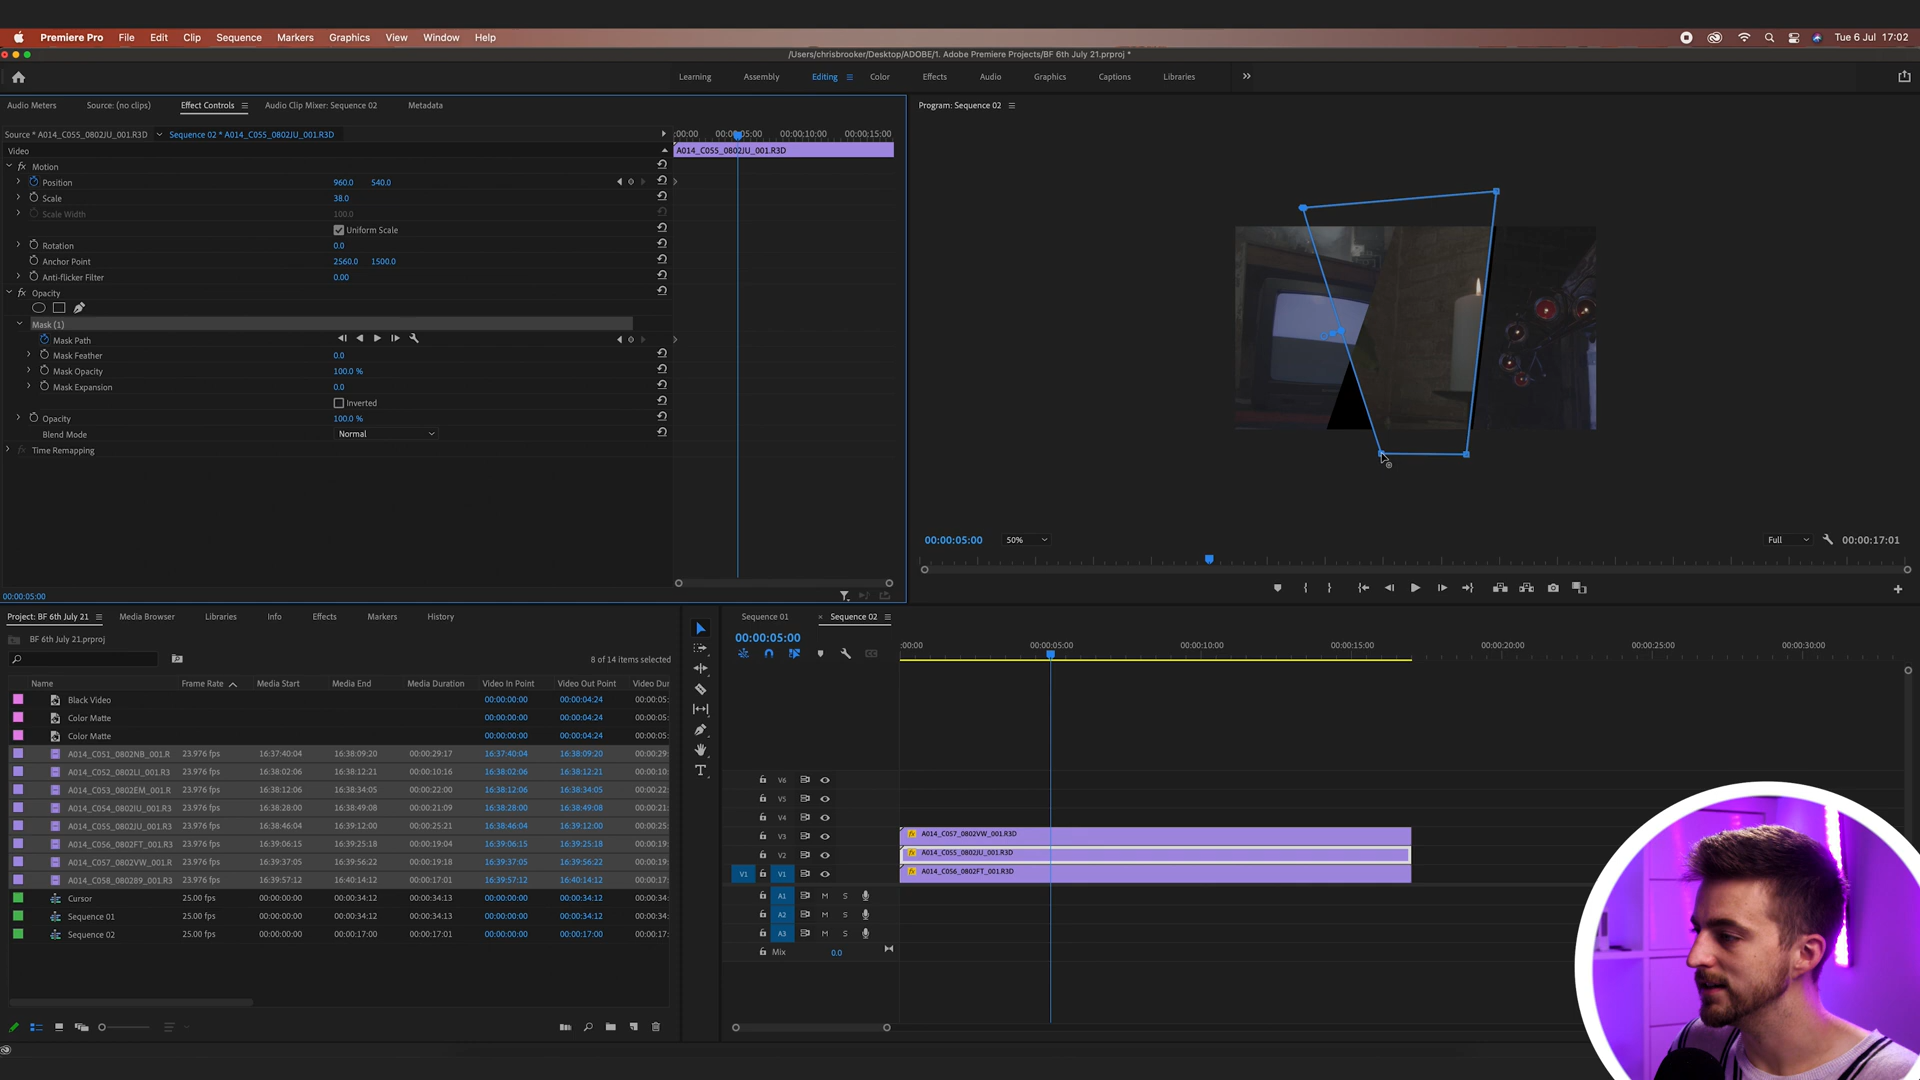 Premiere Pro File Edit Clip Sequence Markers Graphics View Window Help Tue 6 Jul 17:02
/Users/chrisbrooker/Desktop/ADOBE/1. Adobe Premiere Projects/BF 6th July 21.prproj *
Learning Assembly Editing Color Effects Audio Graphics Captions Libraries
Audio Meters Source: (no clips) Effect Controls Audio Clip Mixer: Sequence 02 Metadata Program: Sequence 02
Source * A014_C055_0802JU_001.R3D Sequence 02 * A014_C055_0802JU_001.R3D :00:00 00:00:05:00 00:00:10:00 00:00:15:00
Video A014_C055_0802JU_001.R3D
fx Motion
Position 960.0 540.0
Scale 38.0
Scale Width 100.0
Uniform Scale
Rotation 0.0
Anchor Point 2560.0 1500.0
Anti-flicker Filter 0.00
fx Opacity
Mask (1)
Mask Path
Mask Feather 0.0
Mask Opacity 100.0 %
Mask Expansion 0.0
Inverted
Opacity 100.0 %
Blend Mode Normal
fx Time Remapping
00:00:05:00 50% Full 00:00:17:01
00:00:05:00
Project: BF 6th July 21 Media Browser Libraries Info Effects Markers History Sequence 01 × Sequence 02
BF 6th July 21.prproj 00:00:05:00
8 of 14 items selected
:00:00 00:00:05:00 00:00:10:00 00:00:15:00 00:00:20:00 00:00:25:00 00:00:30:00
Name Frame Rate Media Start Media End Media Duration Video In Point Video Out Point Video Dur
Black Video 00:00:00:00 00:00:04:24 00:00:05:
Color Matte 00:00:00:00 00:00:04:24 00:00:05:
Color Matte 00:00:00:00 00:00:04:24 00:00:05:
A014_C051_0802NB_001.R 23.976 fps 16:37:40:04 16:38:09:20 00:00:29:17 16:37:40:04 16:38:09:20 00:00:29:
A014_C052_0802LI_001.R3 23.976 fps 16:38:02:06 16:38:12:21 00:00:10:16 16:38:02:06 16:38:12:21 00:00:10:
A014_C053_0802EM_001.R 23.976 fps 16:38:12:06 16:38:34:05 00:00:22:00 16:38:12:06 16:38:34:05 00:00:22:
A014_C054_0802IU_001.R3 23.976 fps 16:38:28:00 16:38:49:08 00:00:21:09 16:38:28:00 16:38:49:08 00:00:21:
A014_C055_0802JU_001.R3 23.976 fps 16:38:46:04 16:39:12:00 00:00:25:21 16:38:46:04 16:39:12:00 00:00:25:
A014_C056_0802FT_001.R3 23.976 fps 16:39:06:15 16:39:25:18 00:00:19:04 16:39:06:15 16:39:25:18 00:00:19:
A014_C057_0802VW_001.R 23.976 fps 16:39:37:05 16:39:56:22 00:00:19:18 16:39:37:05 16:39:56:22 00:00:19:
A014_C058_080289_001.R3 23.976 fps 16:39:57:12 16:40:14:12 00:00:17:01 16:39:57:12 16:40:14:12 00:00:17:
Cursor 25.00 fps 00:00:00:00 00:00:34:12 00:00:34:13 00:00:00:00 00:00:34:12 00:00:34:
Sequence 01 25.00 fps 00:00:00:00 00:00:34:12 00:00:34:13 00:00:00:00 00:00:34:12 00:00:34:
Sequence 02 25.00 fps 00:00:00:00 00:00:17:00 00:00:17:01 00:00:00:00 00:00:17:00 00:00:17:
T
V6
V5
V4
V3 fx A014_C057_0802VW_001.R3D
V2 fx A014_C055_0802JU_001.R3D
V1 V1 fx A014_C056_0802FT_001.R3D
A1 M S
A2 M S
A3 M S
Mix 0.0